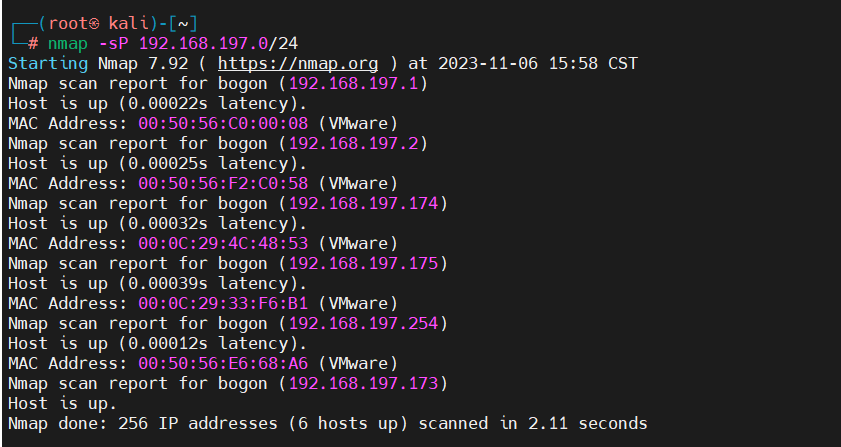 ┌──(root㉿ kali)-[~]
└─# nmap -sP 192.168.197.0/24
Starting Nmap 7.92 ( https://nmap.org ) at 2023-11-06 15:58 CST
Nmap scan report for bogon (192.168.197.1)
Host is up (0.00022s latency).
MAC Address: 00:50:56:C0:00:08 (VMware)
Nmap scan report for bogon (192.168.197.2)
Host is up (0.00025s latency).
MAC Address: 00:50:56:F2:C0:58 (VMware)
Nmap scan report for bogon (192.168.197.174)
Host is up (0.00032s latency).
MAC Address: 00:0C:29:4C:48:53 (VMware)
Nmap scan report for bogon (192.168.197.175)
Host is up (0.00039s latency).
MAC Address: 00:0C:29:33:F6:B1 (VMware)
Nmap scan report for bogon (192.168.197.254)
Host is up (0.00012s latency).
MAC Address: 00:50:56:E6:68:A6 (VMware)
Nmap scan report for bogon (192.168.197.173)
Host is up.
Nmap done: 256 IP addresses (6 hosts up) scanned in 2.11 seconds